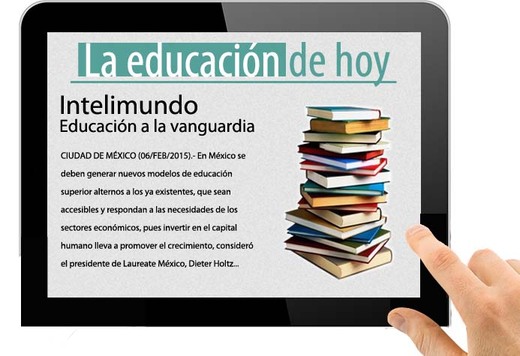 La educación de hoy
Intelimundo
Educación a la vanguardia
CIUDAD DE MÉXICO (06/FEB/2015).- En México se
deben generar nuevos modelos de educación
superior alternos a los ya existentes, que sean
accesibles y respondan a las necesidades de los
sectores económicos, pues invertir en el capital
humano lleva a promover el crecimiento, consideró
el presidente de Laureate México, Dieter Holtz...